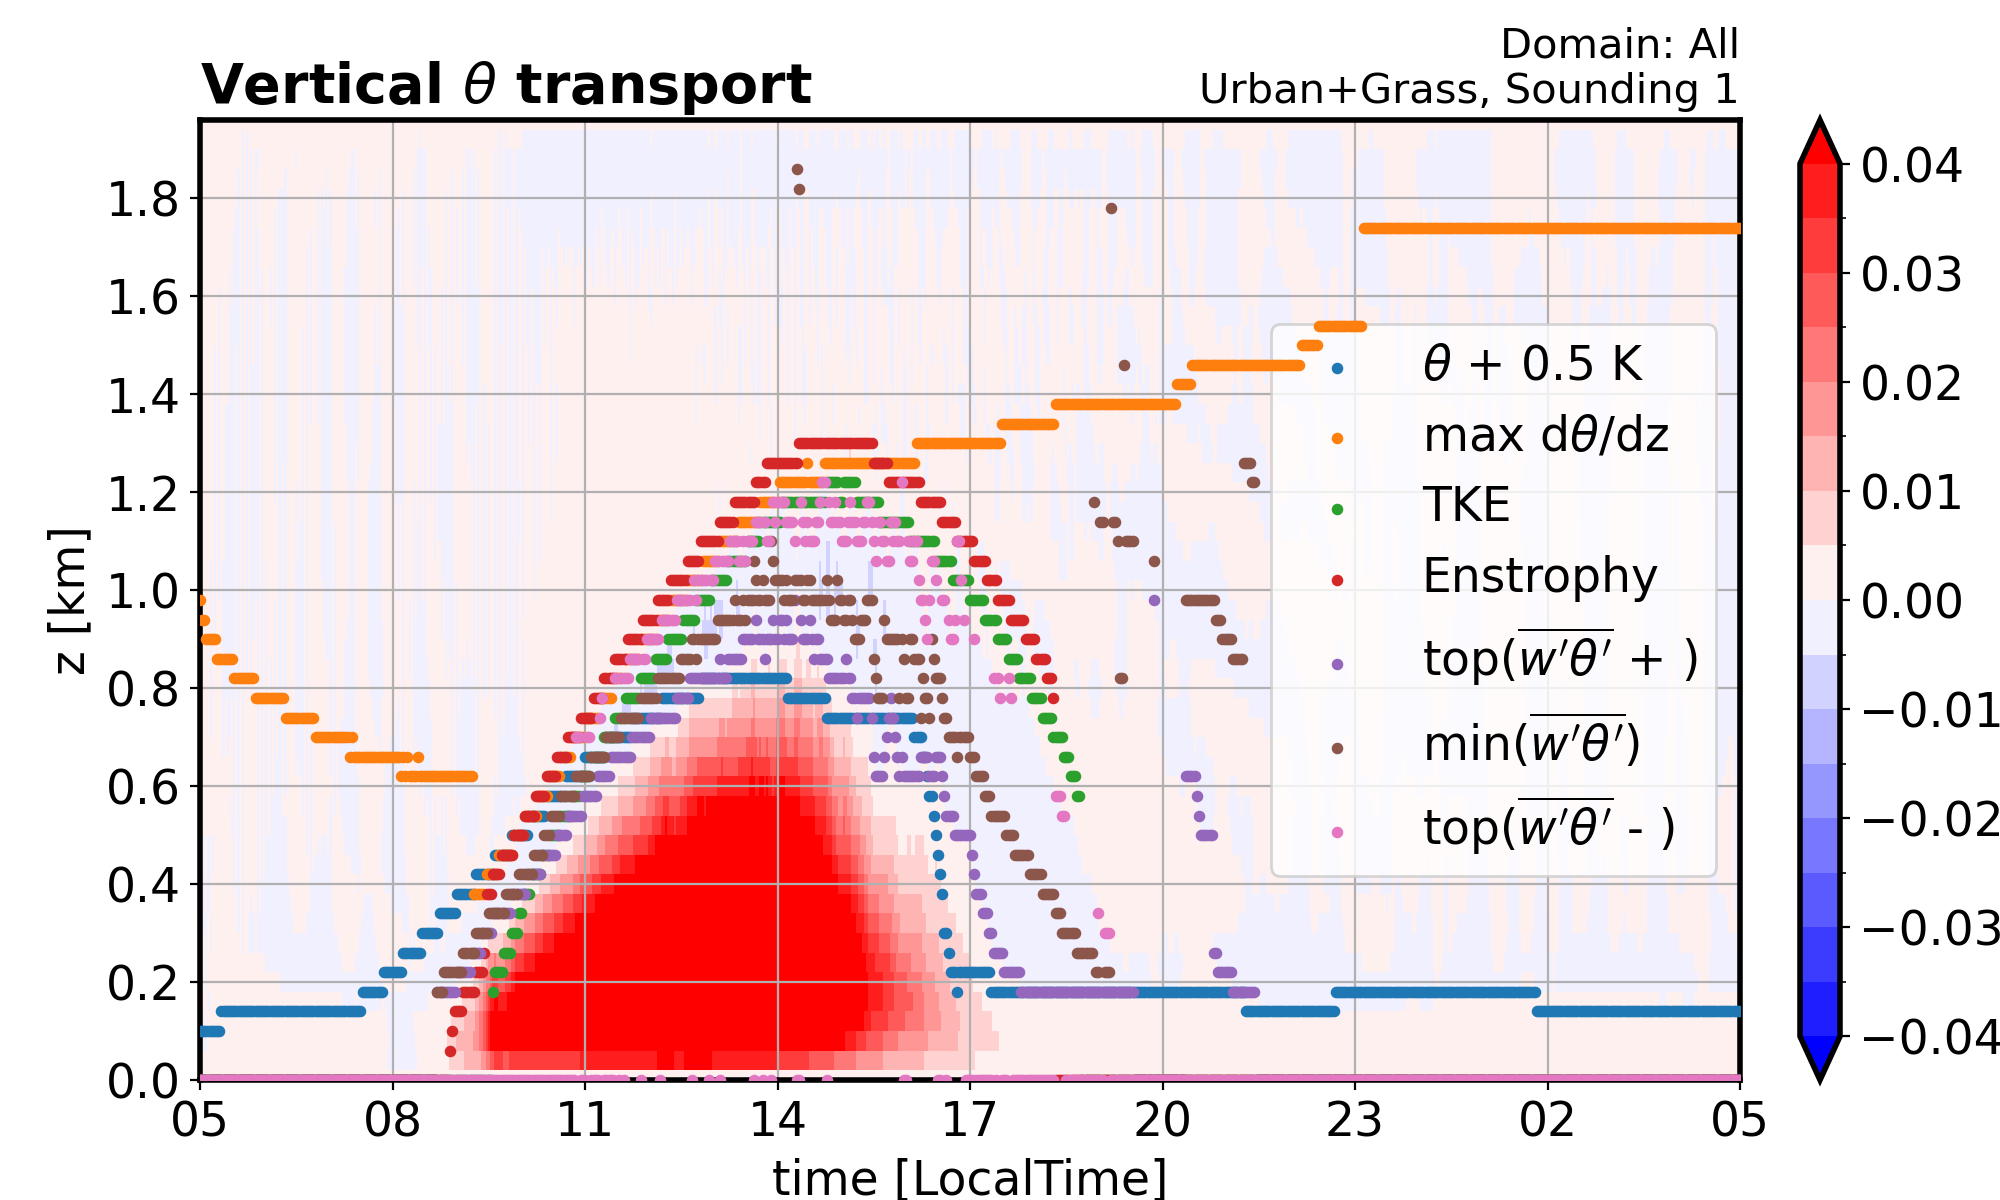 Domain: All
Vertical θ transport
Urban+Grass, Sounding 1
z [km]
1.8
1.6
1.4
1.2
1.0
0.8
0.6
0.4
0.2
0.0
05 08 11 14 17 20 23 02 05
time [LocalTime]
θ + 0.5 K
max dθ/dz
TKE
Enstrophy
top(w′θ′ + )
min(w′θ′)
top(w′θ′ - )
0.04
0.03
0.02
0.01
0.00
−0.01
−0.02
−0.03
−0.04